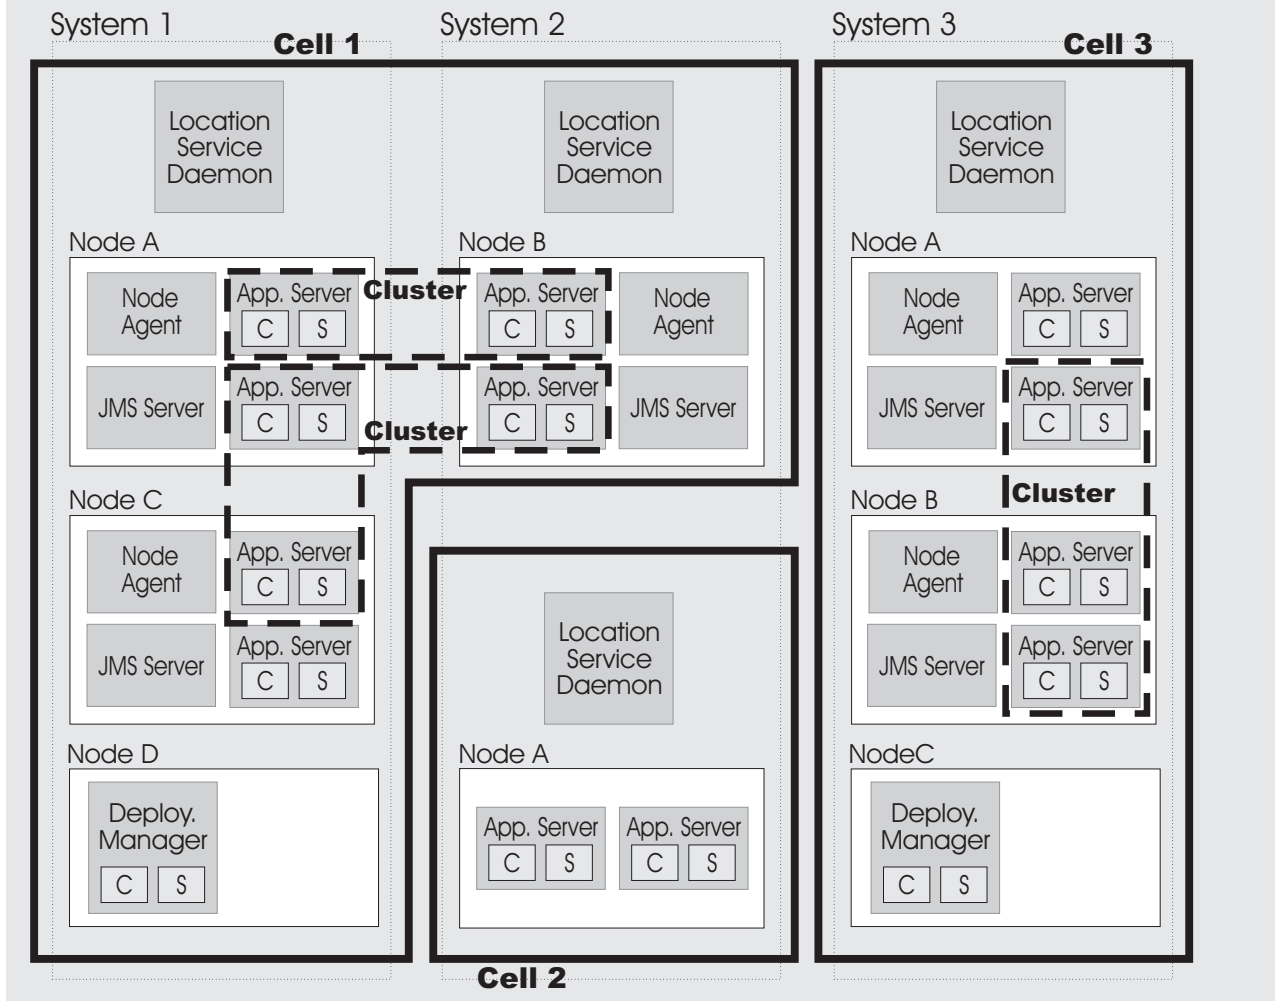 System 1
System 2
System 3
Cell 1
Cell 3
Location
Service
Daemon
Location
Service
Daemon
Location
Service
Daemon
Node A
Node B
Node A
Node
Agent
App. Server
C S
Cluster
App. Server
C S
Node
Agent
Node
Agent
App. Server
C S
JMS Server
App. Server
C S
Cluster
App. Server
C S
JMS Server
JMS Server
App. Server
C S
Node C
Cluster
Node B
Node
Agent
App. Server
C S
Node
Agent
App. Server
C S
JMS Server
App. Server
C S
Location
Service
Daemon
JMS Server
App. Server
C S
Node D
Node A
NodeC
Deploy.
Manager
C S
App. Server
C S
App. Server
C S
Deploy.
Manager
C S
Cell 2